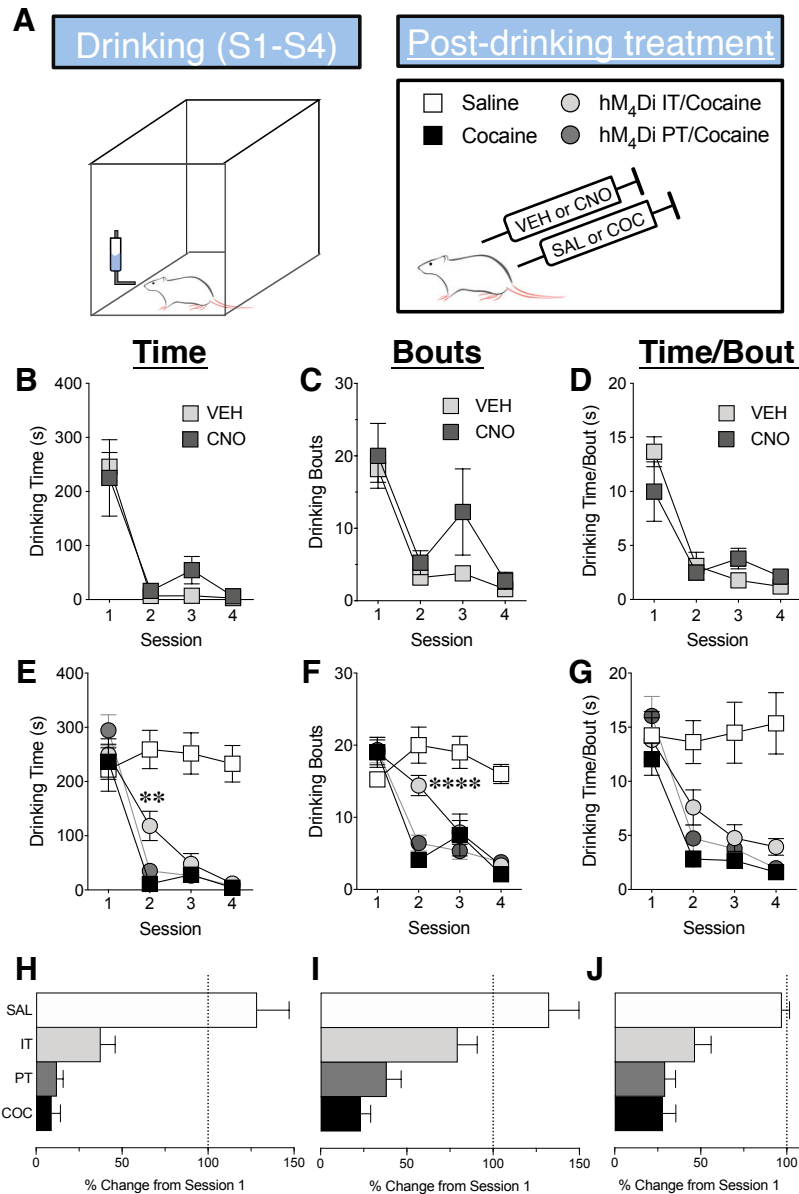 A
Drinking (S1-S4)
Post-drinking treatment
Saline
hM4Di IT/Cocaine
Cocaine
hM4Di PT/Cocaine
VEH or CNO
SAL or COC
Time
Bouts
Time/Bout
B
400
300
200
100
0
Drinking Time (s)
VEH
CNO
1 2 3 4
Session
C
30
20
10
0
Drinking Bouts
VEH
CNO
1 2 3 4
Session
D
20
15
10
5
0
Drinking Time/Bout (s)
VEH
CNO
1 2 3 4
Session
E
400
300
200
100
0
Drinking Time (s)
**
1 2 3 4
Session
F
30
20
10
0
Drinking Bouts
****
1 2 3 4
Session
G
20
15
10
5
0
Drinking Time/Bout (s)
1 2 3 4
Session
H
SAL
IT
PT
COC
0 50 100 150
% Change from Session 1
I
0 50 100 150
% Change from Session 1
J
0 50 100
% Change from Session 1